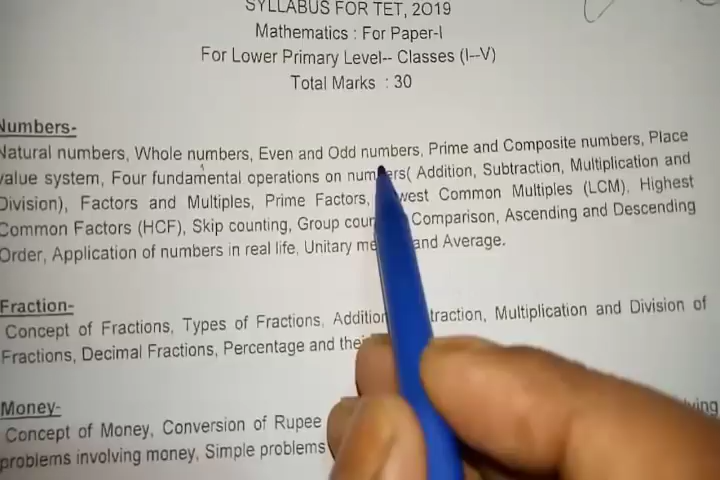 SYLLABUS FOR TET, 2019
Mathematics : For Paper-I
For Lower Primary Level-- Classes (I--V)
Total Marks : 30
Numbers-
Natural numbers, Whole numbers, Even and Odd numbers, Prime and Composite numbers, Place
value system, Four fundamental operations on numbers( Addition, Subtraction, Multiplication and
Division), Factors and Multiples, Prime Factors, west Common Multiples (LCM), Highest
Common Factors (HCF), Skip counting, Group coun Comparison, Ascending and Descending
Order, Application of numbers in real life, Unitary me and Average.
Fraction-
Concept of Fractions, Types of Fractions, Addition traction, Multiplication and Division of
Fractions, Decimal Fractions, Percentage and thei
Money-
Concept of Money, Conversion of Rupee lving
problems involving money, Simple problems